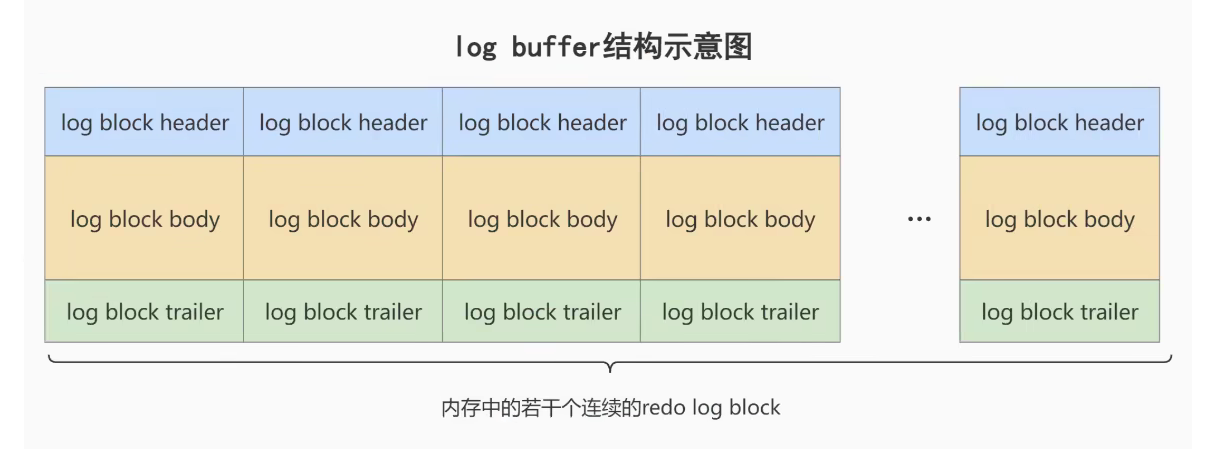 log buffer结构示意图
log block header log block header log block header log block header log block header
log block body log block body log block body log block body ... log block body
log block trailer log block trailer log block trailer log block trailer log block trailer
内存中的若干个连续的redo log block